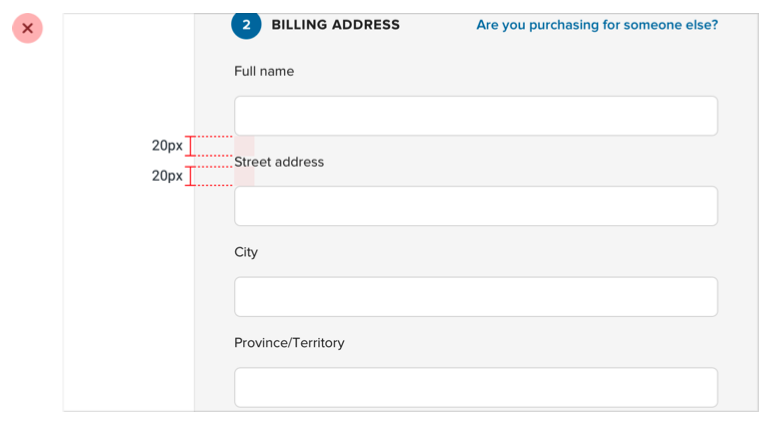 2 BILLING ADDRESS Are you purchasing for someone else?
Full name
20px
Street address
20px
City
Province/Territory